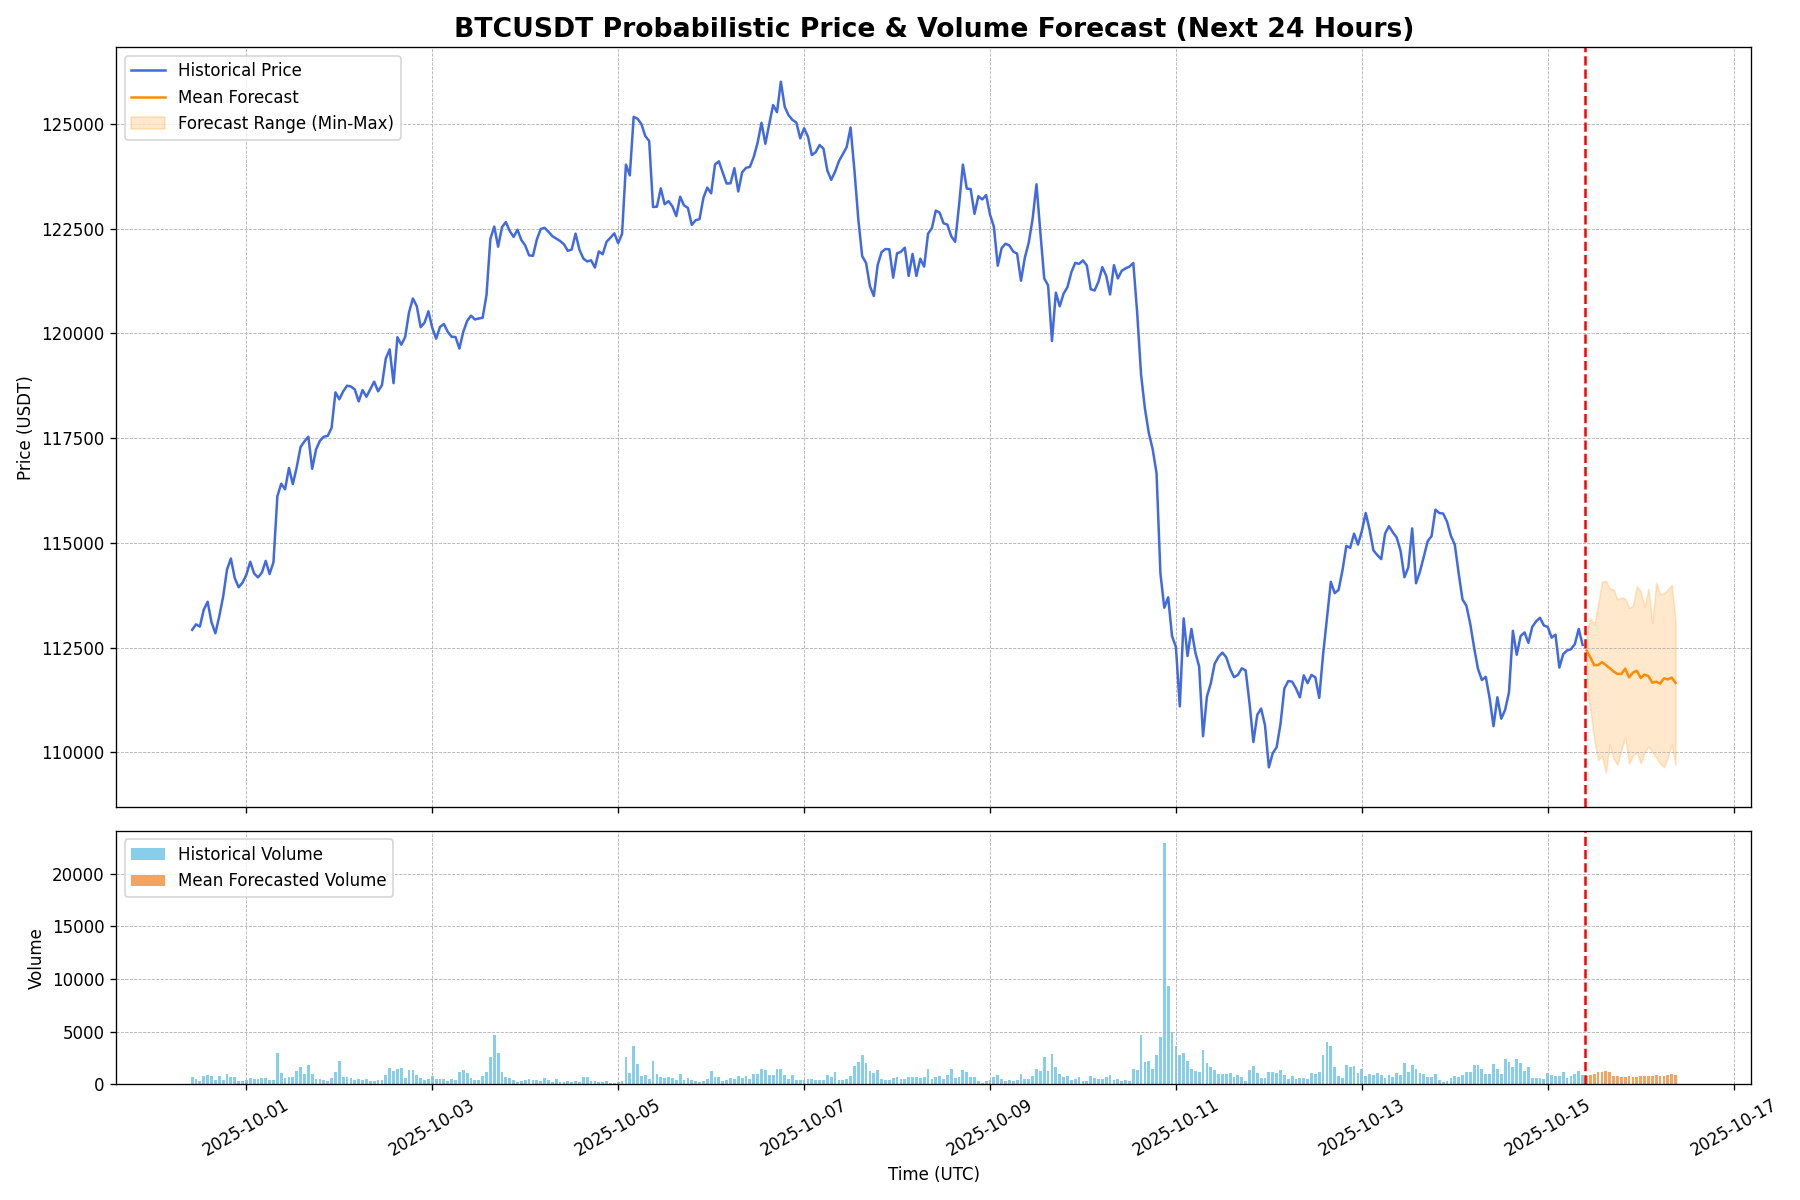 BTCUSDT Probabilistic Price & Volume Forecast (Next 24 Hours)
Historical Price
Mean Forecast
Forecast Range (Min-Max)
Price (USDT)
125000
122500
120000
117500
115000
112500
110000
Historical Volume
Mean Forecasted Volume
Volume
20000
15000
10000
5000
0
2025-10-01
2025-10-03
2025-10-05
2025-10-07
2025-10-09
2025-10-11
2025-10-13
2025-10-15
2025-10-17
Time (UTC)